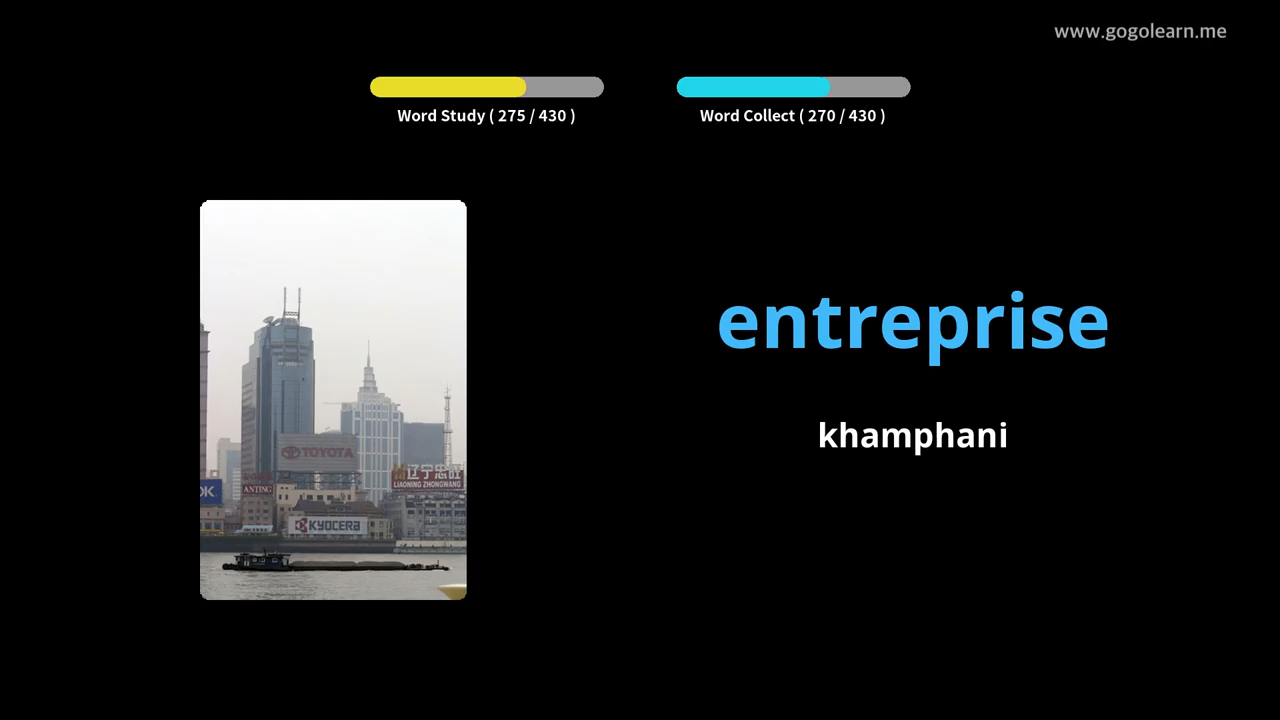 www.gogolearn.me
Word Study ( 275 / 430 )
Word Collect ( 270 / 430 )
entreprise
khamphani
TOYOTA
辽宁忠旺
LIAONING ZHONGWANG
ANTING
OK
KYOCERA